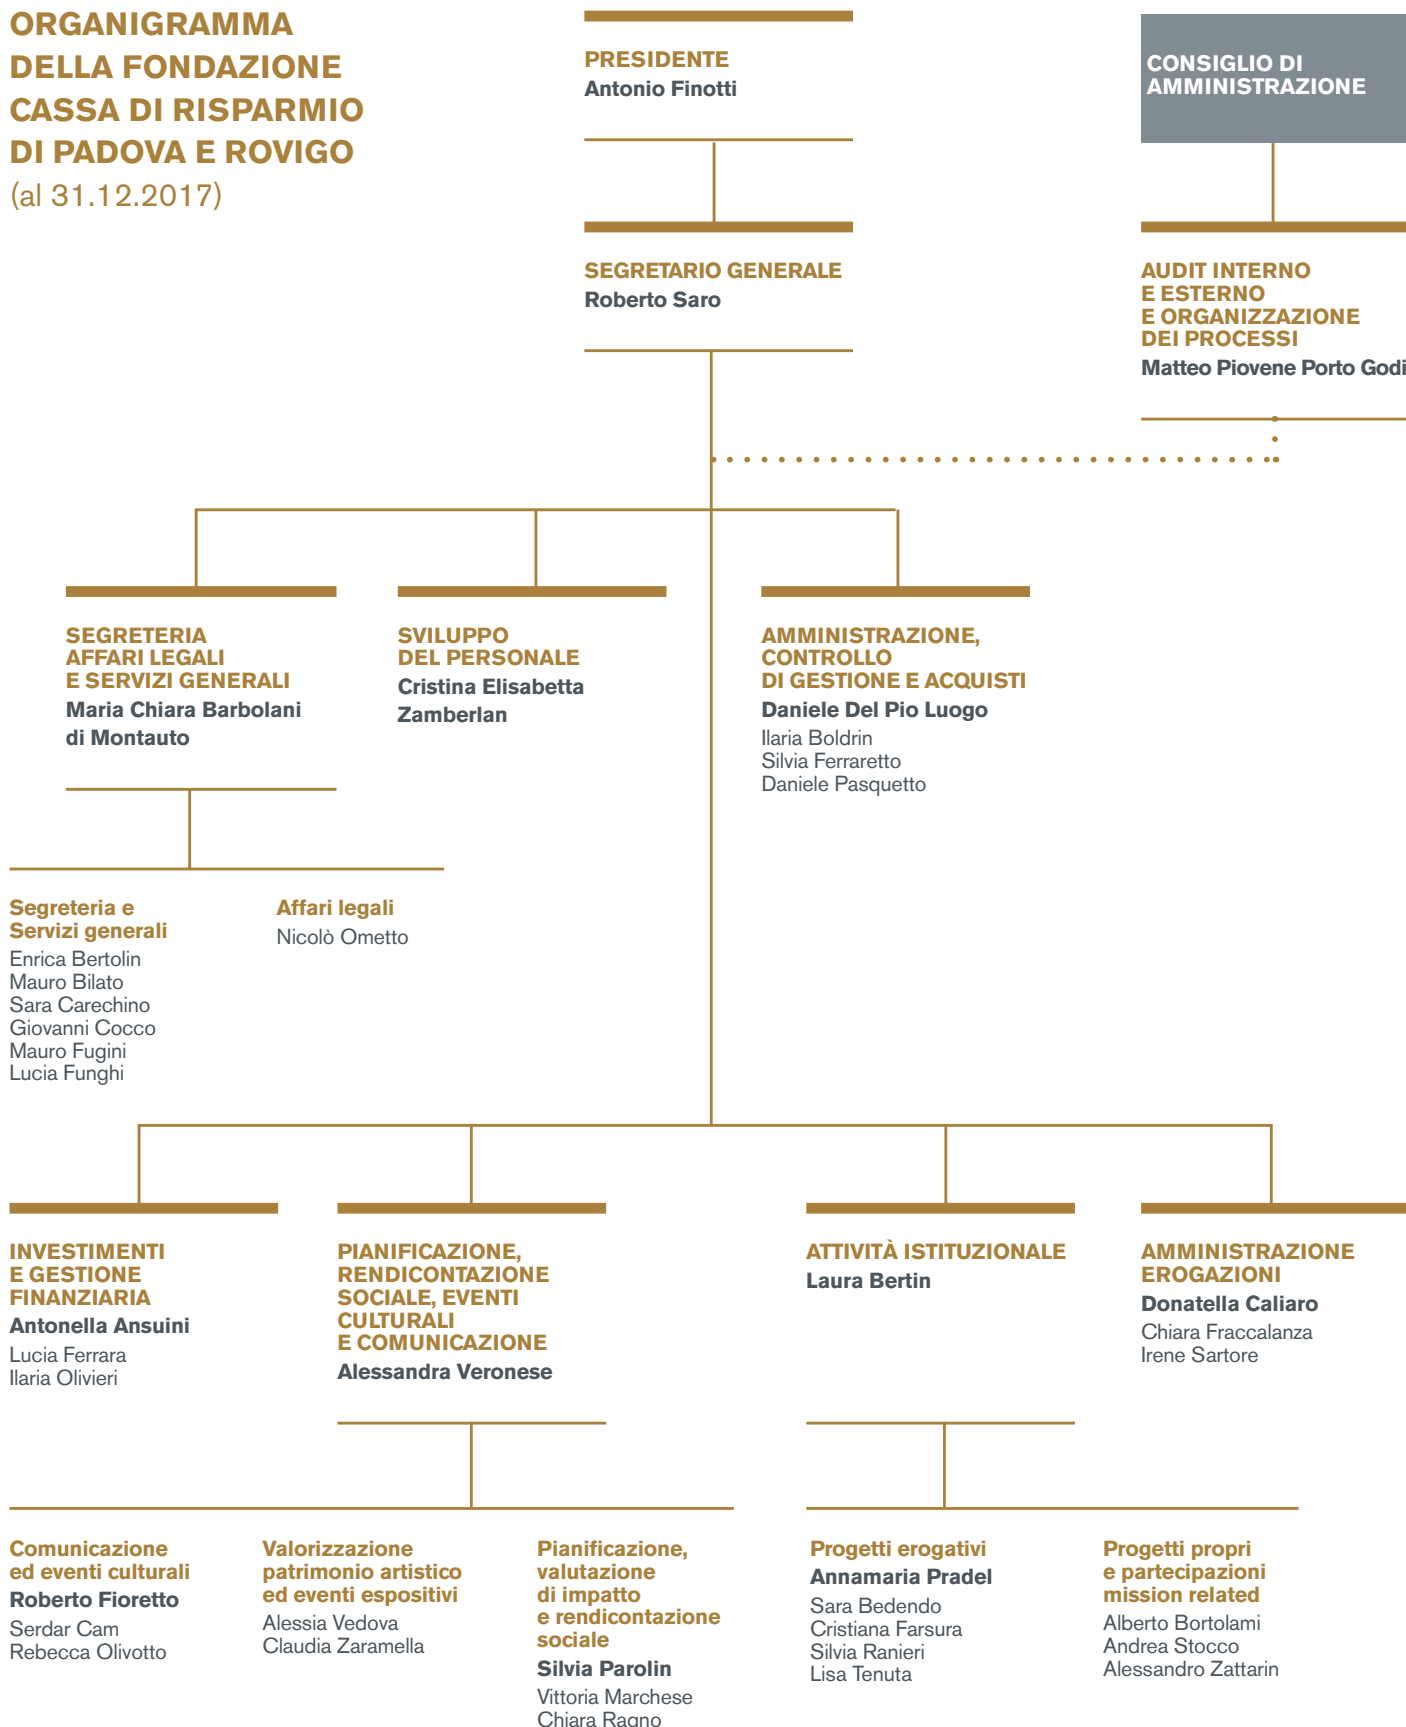 ORGANIGRAMMA
DELLA FONDAZIONE
CASSA DI RISPARMIO
DI PADOVA E ROVIGO
(al 31.12.2017)
PRESIDENTE
Antonio Finotti
CONSIGLIO DI
AMMINISTRAZIONE
SEGRETARIO GENERALE
Roberto Saro
AUDIT INTERNO
E ESTERNO
E ORGANIZZAZIONE
DEI PROCESSI
Matteo Piovene Porto Godi
SEGRETERIA
AFFARI LEGALI
E SERVIZI GENERALI
Maria Chiara Barbolani
di Montauto
SVILUPPO
DEL PERSONALE
Cristina Elisabetta
Zamberlan
AMMINISTRAZIONE,
CONTROLLO
DI GESTIONE E ACQUISTI
Daniele Del Pio Luogo
Ilaria Boldrin
Silvia Ferraretto
Daniele Pasquetto
Segreteria e
Servizi generali
Enrica Bertolin
Mauro Bilato
Sara Carechino
Giovanni Cocco
Mauro Fugini
Lucia Funghi
Affari legali
Nicolò Ometto
INVESTIMENTI
E GESTIONE
FINANZIARIA
Antonella Ansuini
Lucia Ferrara
Ilaria Olivieri
PIANIFICAZIONE,
RENDICONTAZIONE
SOCIALE, EVENTI
CULTURALI
E COMUNICAZIONE
Alessandra Veronese
ATTIVITÀ ISTITUZIONALE
Laura Bertin
AMMINISTRAZIONE
EROGAZIONI
Donatella Caliaro
Chiara Fraccalanza
Irene Sartore
Comunicazione
ed eventi culturali
Roberto Fioretto
Serdar Cam
Rebecca Olivotto
Valorizzazione
patrimonio artistico
ed eventi espositivi
Alessia Vedova
Claudia Zaramella
Pianificazione,
valutazione
di impatto
e rendicontazione
sociale
Silvia Parolin
Vittoria Marchese
Chiara Ragno
Progetti erogativi
Annamaria Pradel
Sara Bedendo
Cristiana Farsura
Silvia Ranieri
Lisa Tenuta
Progetti propri
e partecipazioni
mission related
Alberto Bortolami
Andrea Stocco
Alessandro Zattarin